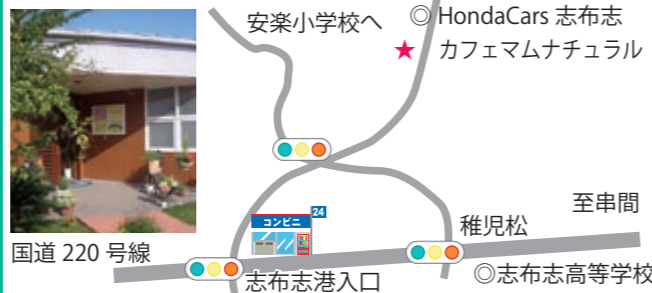 安楽小学校へ
◎ HondaCars 志布志
★ カフェマムナチュラル
24
コンビニ
稚児松
至串間
国道 220 号線
志布志港入口
◎志布志高等学校